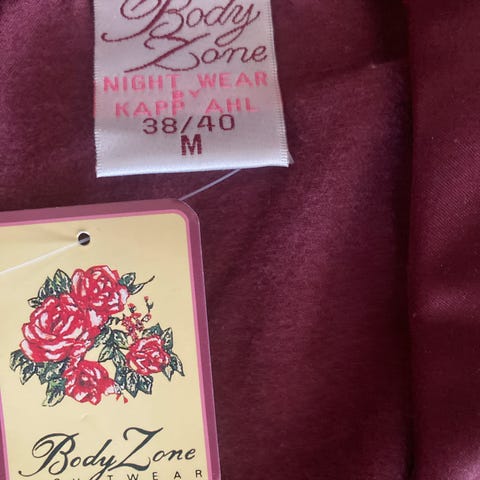 Body
Zone
NIGHT WEAR
BY
KAPP AHL
38/40
M
Body Zone